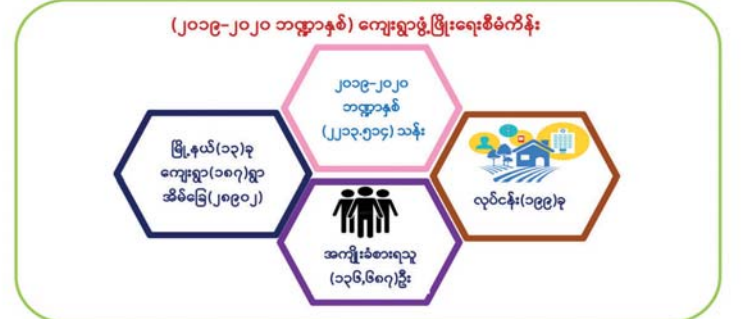 (၂၀၁၉-၂၀၂၀ ဘဏ္ဍာနှစ်) ကျေးရွာဖွံ့ဖြိုးရေးစီမံကိန်း
၂၀၁၉-၂၀၂၀
ဘဏ္ဍာနှစ်
(၂၂၁၃.၅၁၄) သန်း
မြို့နယ်(၁၃)ခု
ကျေးရွာ(၁၈၇)ရွာ
အိမ်ခြေ(၂၈၉၀၂)
လုပ်ငန်း(၁၉၉)ခု
အကျိုးခံစားရသူ
(၁၃၆,၆၈၇)ဦး